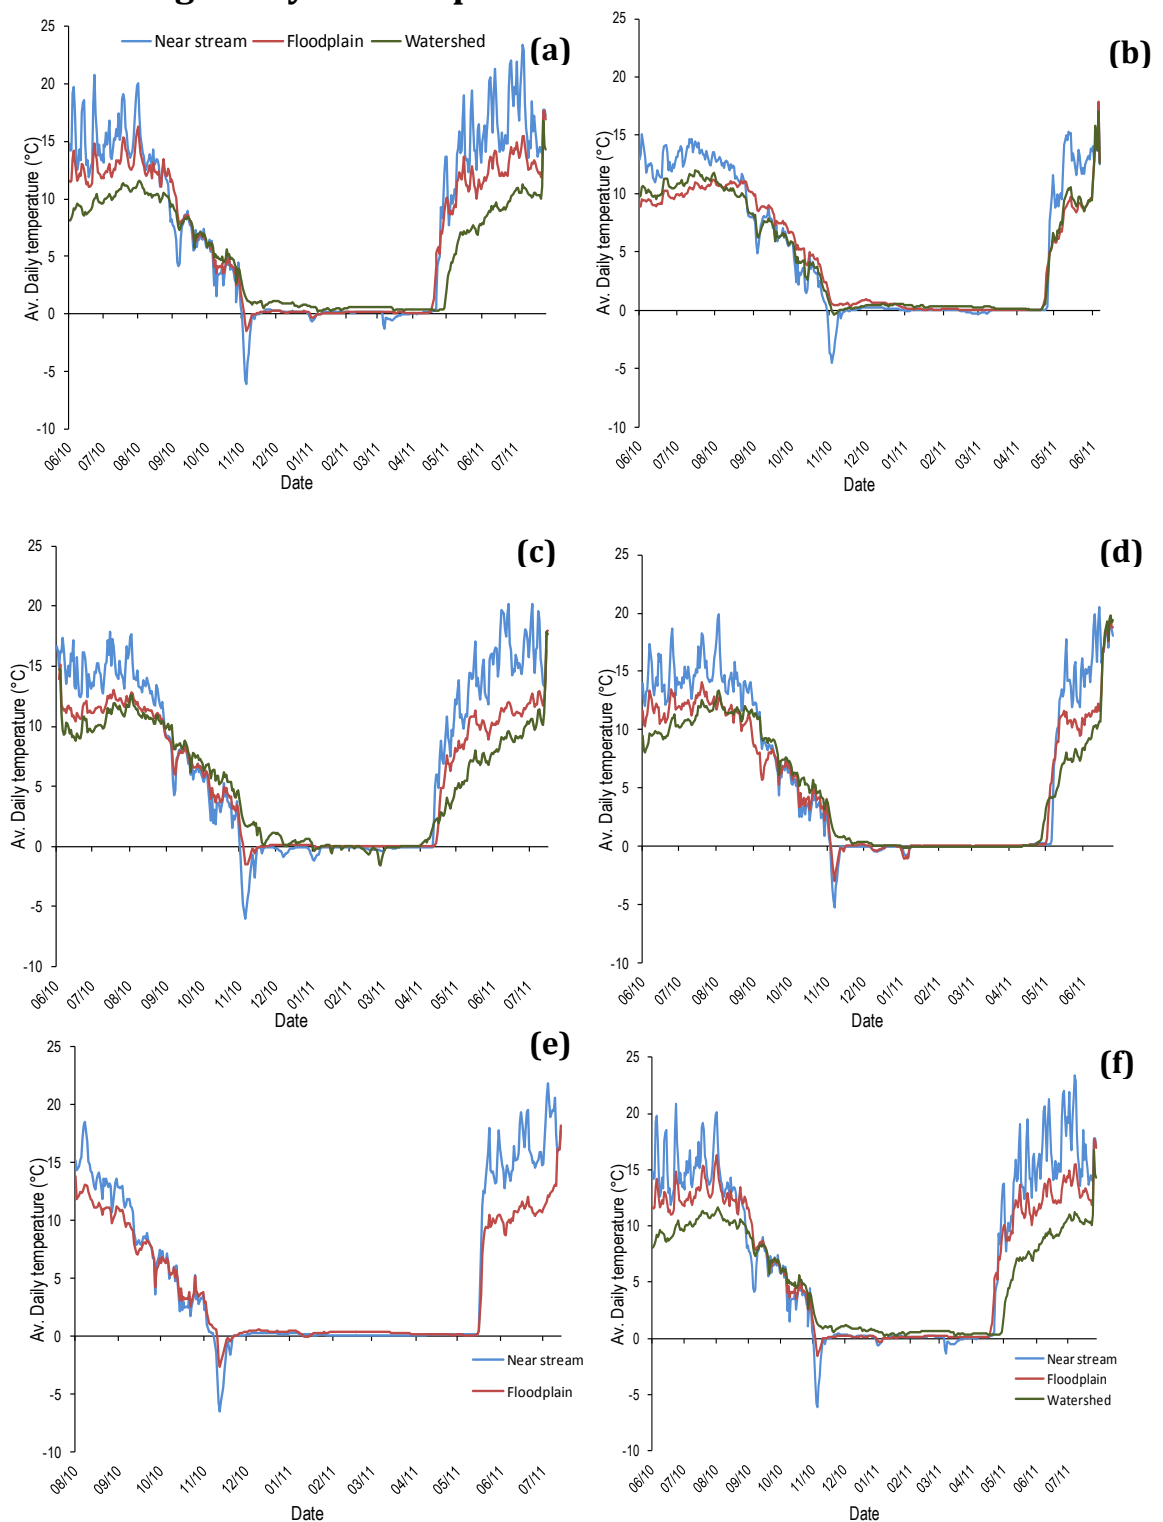 Near stream Floodplain Watershed (a)
25
20
15
10
5
0
-5
-10
Av. Daily temperature (°C)
06/10 07/10 08/10 09/10 10/10 11/10 12/10 01/11 02/11 03/11 04/11 05/11 06/11 07/11
Date
(b)
25
20
15
10
5
0
-5
-10
Av. Daily temperature (°C)
06/10 07/10 08/10 09/10 10/10 11/10 12/10 01/11 02/11 03/11 04/11 05/11 06/11
Date
(c)
25
20
15
10
5
0
-5
-10
Av. Daily temperature (°C)
06/10 07/10 08/10 09/10 10/10 11/10 12/10 01/11 02/11 03/11 04/11 05/11 06/11 07/11
Date
(d)
25
20
15
10
5
0
-5
-10
Av. Daily temperature (°C)
06/10 07/10 08/10 09/10 10/10 11/10 12/10 01/11 02/11 03/11 04/11 05/11 06/11
Date
(e)
25
20
15
10
5
0
-5
-10
Av. Daily temperature (°C)
Near stream
Floodplain
08/10 09/10 10/10 11/10 12/10 01/11 02/11 03/11 04/11 05/11 06/11 07/11
Date
(f)
25
20
15
10
5
0
-5
-10
Av. Daily temperature (°C)
Near stream
Floodplain
Watershed
06/10 07/10 08/10 09/10 10/10 11/10 12/10 01/11 02/11 03/11 04/11 05/11 06/11 07/11
Date